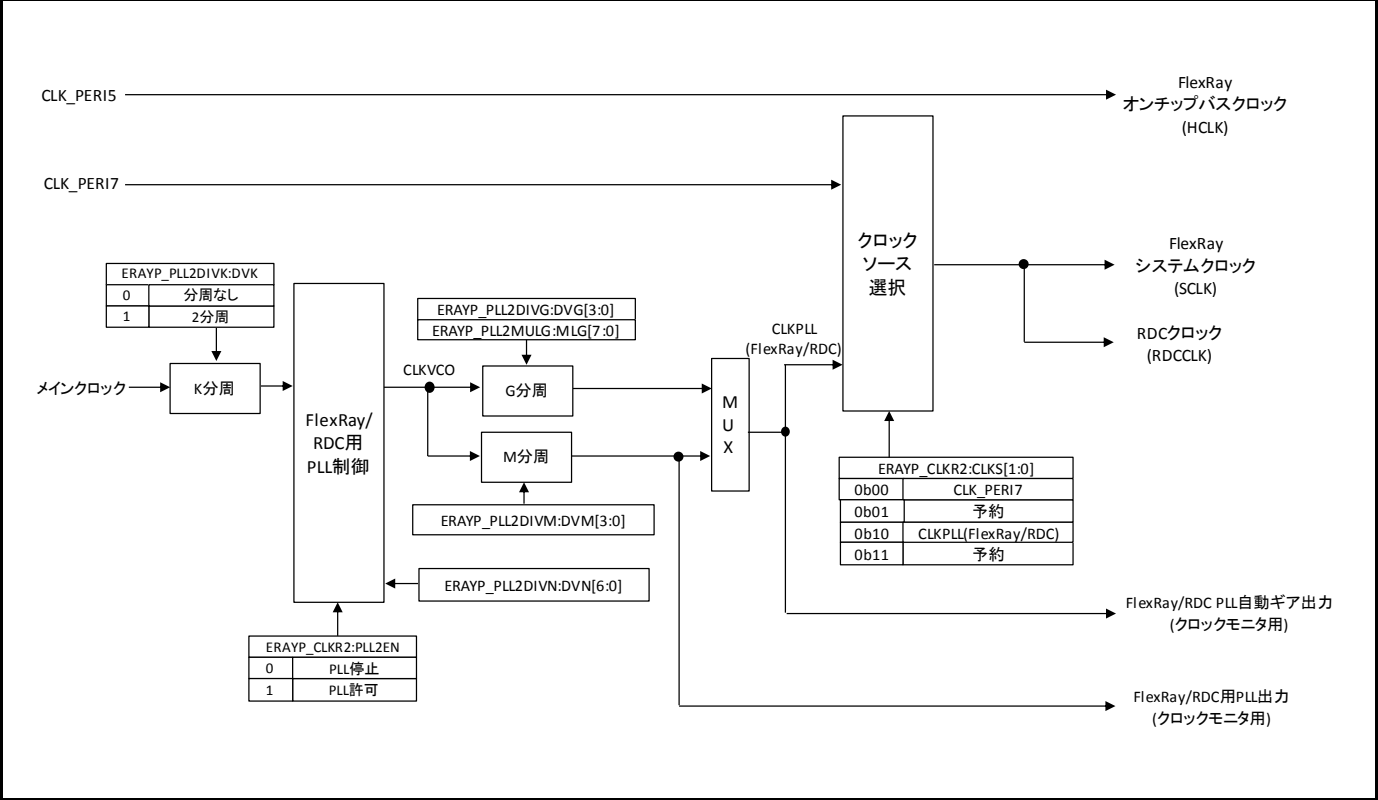 CLK_PERI5
FlexRay
オンチップバスクロック
(HCLK)
CLK_PERI7
クロック
ソース
選択
FlexRay
システムクロック
(SCLK)
RDCクロック
(RDCCLK)
ERAYP_PLL2DIVK:DVK
0 分周なし
1 2分周
メインクロック
K分周
FlexRay/
RDC用
PLL制御
CLKVCO
ERAYP_PLL2DIVG:DVG[3:0]
ERAYP_PLL2MULG:MLG[7:0]
G分周
M分周
ERAYP_PLL2DIVM:DVM[3:0]
ERAYP_PLL2DIVN:DVN[6:0]
M
U
X
CLKPLL
(FlexRay/RDC)
ERAYP_CLKR2:CLKS[1:0]
0b00 CLK_PERI7
0b01 予約
0b10 CLKPLL(FlexRay/RDC)
0b11 予約
ERAYP_CLKR2:PLL2EN
0 PLL停止
1 PLL許可
FlexRay/RDC PLL自動ギア出力
(クロックモニタ用)
FlexRay/RDC用PLL出力
(クロックモニタ用)